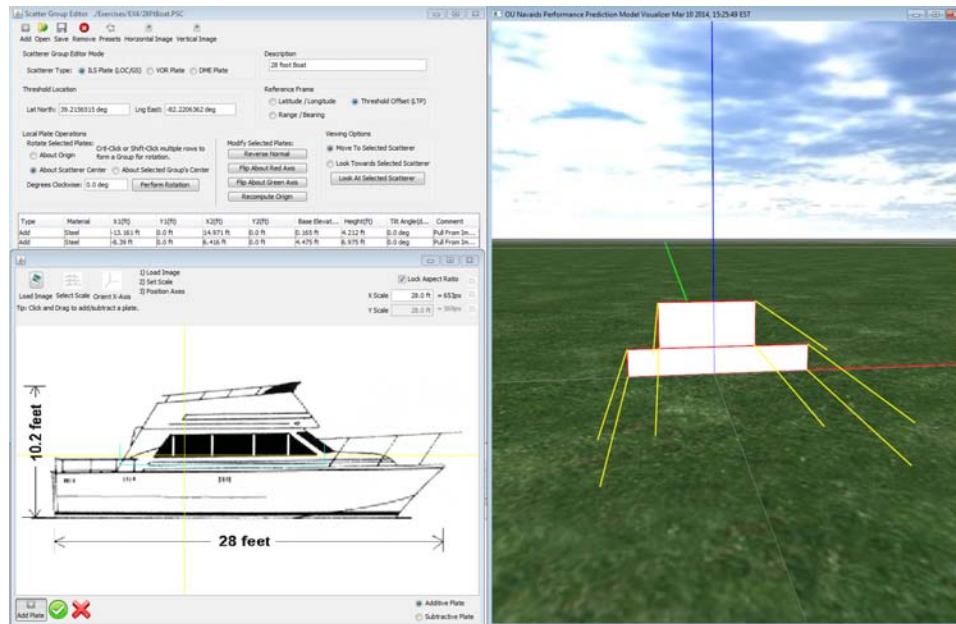 Scatterer Group Editor ../Exercises/EX4/28FtBoat.PSC
Add Open Save Remove Presets Horizontal Image Vertical Image
Scatterer Group Editor Mode
Scatterer Type: ILS Plate (LOC/GS) VOR Plate DME Plate
Description
28 foot Boat
Threshold Location
Lat North: 39.2156315 deg Lng East: -82.2206362 deg
Reference Frame
Latitude / Longitude Threshold Offset (LTP)
Range / Bearing
Local Plate Operations
Rotate Selected Plates:
Crtl-Click or Shift-Click multiple rows to
form a Group for rotation.
About Origin
About Scatterer Center About Selected Group's Center
Degrees Clockwise: 0.0 deg Perform Rotation
Modify Selected Plates:
Reverse Normal
Flip About Red Axis
Flip About Green Axis
Recompute Origin
Viewing Options
Move To Selected Scatterer
Look Towards Selected Scatterer
Look At Selected Scatterer
Type Material X1(ft) Y1(ft) X2(ft) Y2(ft) Base Elevat... Height(ft) Tilt Angle(d... Comment
Add Steel -13.161 ft 0.0 ft 14.971 ft 0.0 ft 0.165 ft 4.212 ft 0.0 deg Pull From Im...
Add Steel -8.39 ft 0.0 ft 6.416 ft 0.0 ft 4.475 ft 6.975 ft 0.0 deg Pull From Im...
Load Image Select Scale Orient X-Axis
1) Load Image
2) Set Scale
3) Position Axes
Tip: Click and Drag to add/subtract a plate.
Lock Aspect Ratio
X Scale 28.0 ft = 653px
Y Scale 28.0 ft
10.2 feet
28 feet
Add Plate
Additive Plate
Subtractive Plate
OU Navaids Performance Prediction Model Visualizer Mar 10 2014, 15:25:49 EST